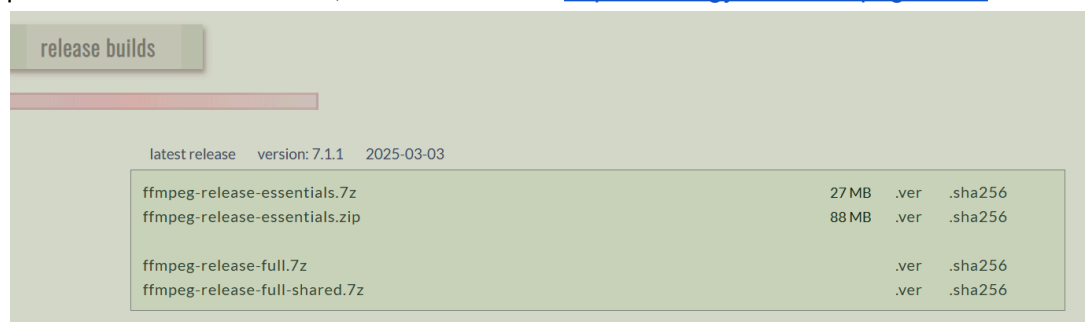 release builds
latest release version: 7.1.1 2025-03-03
ffmpeg-release-essentials.7z 27 MB .ver .sha256
ffmpeg-release-essentials.zip 88 MB .ver .sha256
ffmpeg-release-full.7z .ver .sha256
ffmpeg-release-full-shared.7z .ver .sha256